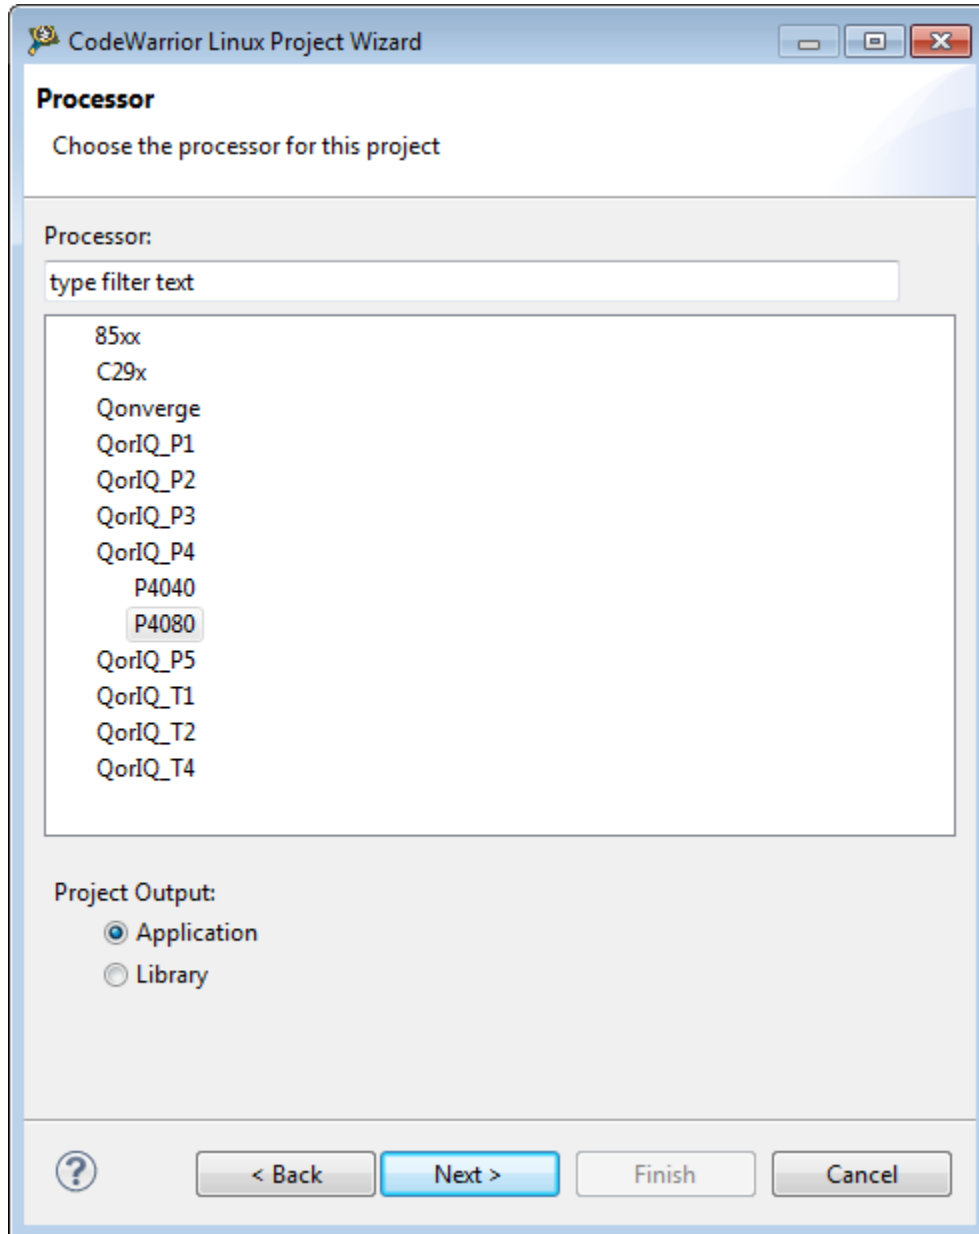 CodeWarrior Linux Project Wizard
Processor
Choose the processor for this project
Processor:
type filter text
85xx
C29x
Qonverge
QorIQ_P1
QorIQ_P2
QorIQ_P3
QorIQ_P4
P4040
P4080
QorIQ_P5
QorIQ_T1
QorIQ_T2
QorIQ_T4
Project Output:
Application
Library
? < Back Next > Finish Cancel